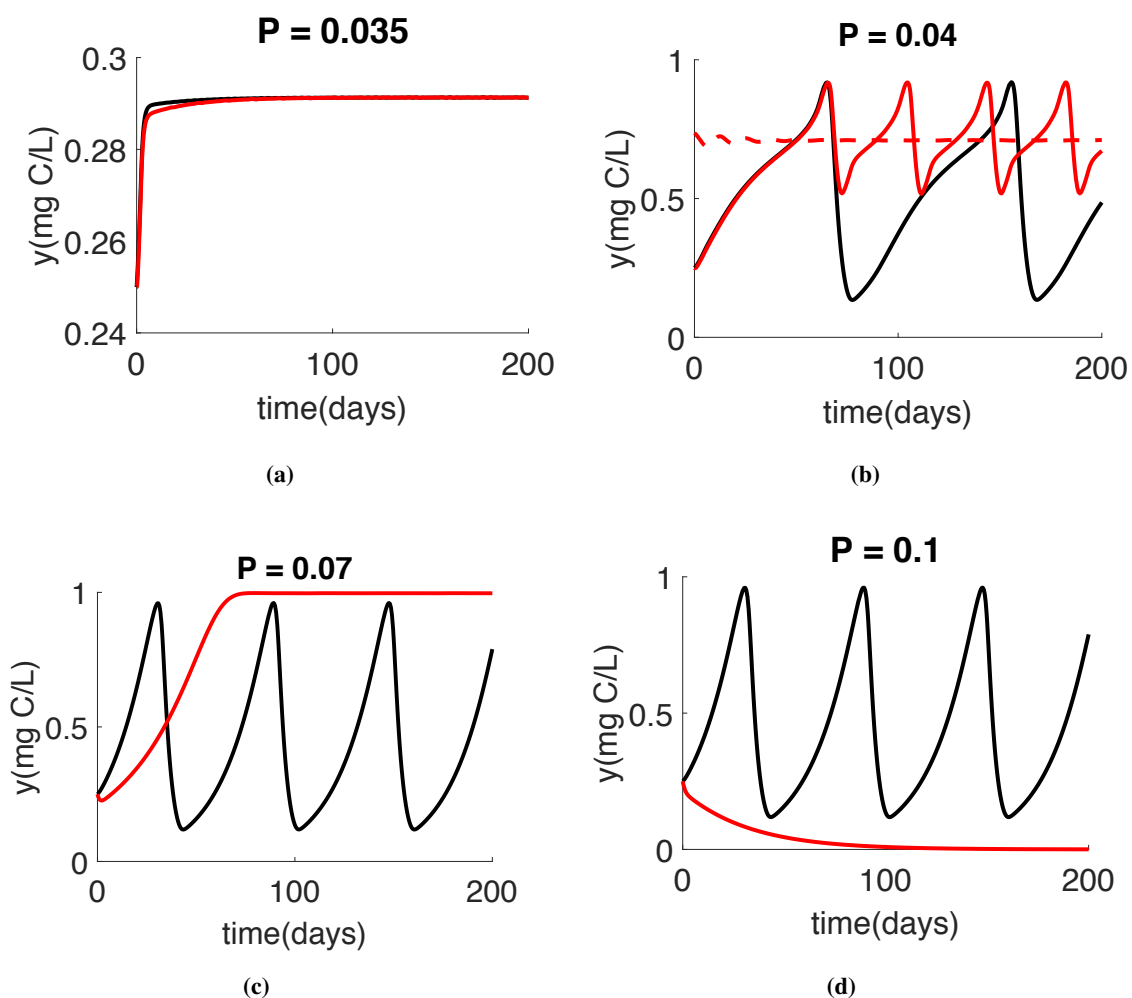 P = 0.035
0.3
0.28
0.26
0.24
y(mg C/L)
0
100
200
time(days)
(a)
P = 0.04
1
0.5
0
y(mg C/L)
0
100
200
time(days)
(b)
P = 0.07
1
0.5
0
y(mg C/L)
0
100
200
time(days)
(c)
P = 0.1
1
0.5
0
y(mg C/L)
0
100
200
time(days)
(d)